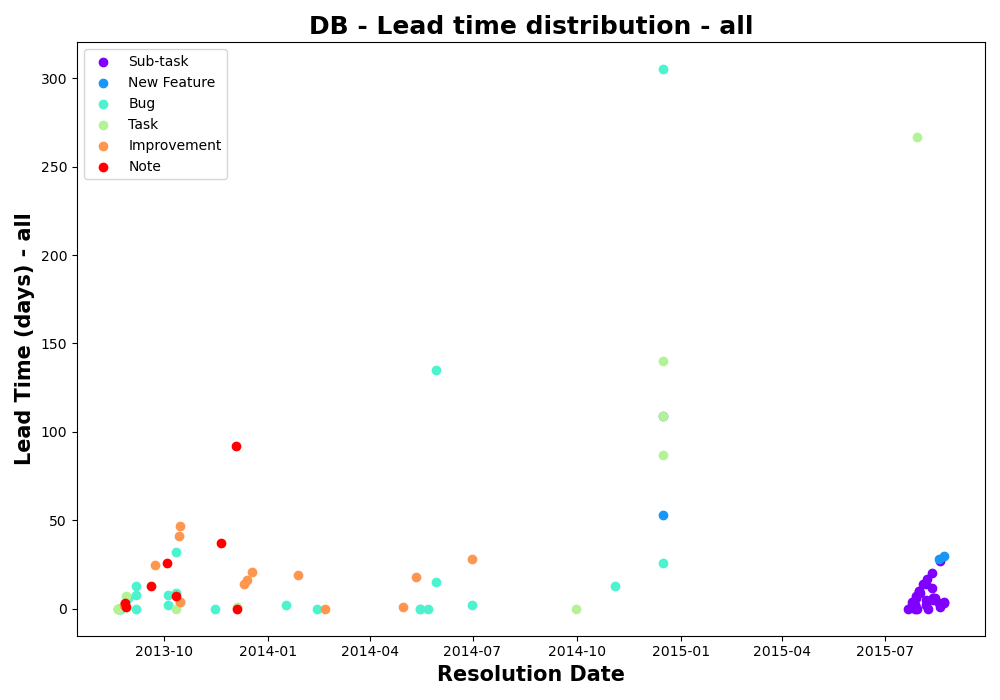 DB - Lead time distribution - all
Lead Time (days) - all
300
250
200
150
100
50
0
Sub-task
New Feature
Bug
Task
Improvement
Note
2013-10
2014-01
2014-04
2014-07
2014-10
2015-01
2015-04
2015-07
Resolution Date